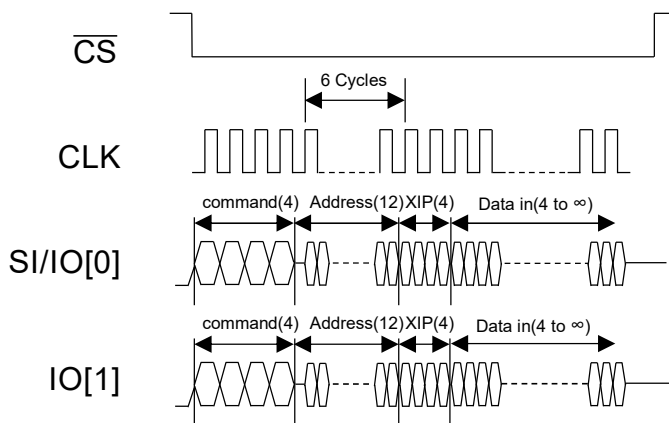 CS
6 Cycles
CLK
command(4) Address(12) XIP(4) Data in(4 to ∞)
SI/IO[0]
command(4) Address(12) XIP(4) Data in(4 to ∞)
IO[1]